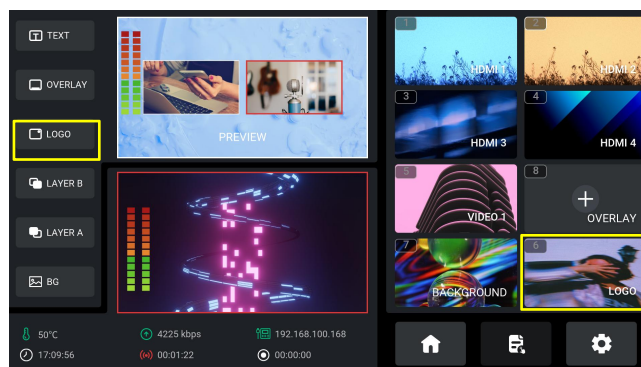 TEXT
OVERLAY
LOGO
LAYER B
LAYER A
BG
PREVIEW
50°C
4225 kbps
192.168.100.168
17:09:56
00:01:22
00:00:00
1
HDMI 1
2
HDMI 2
3
HDMI 3
4
HDMI 4
5
VIDEO 1
8
OVERLAY
7
BACKGROUND
6
LOGO